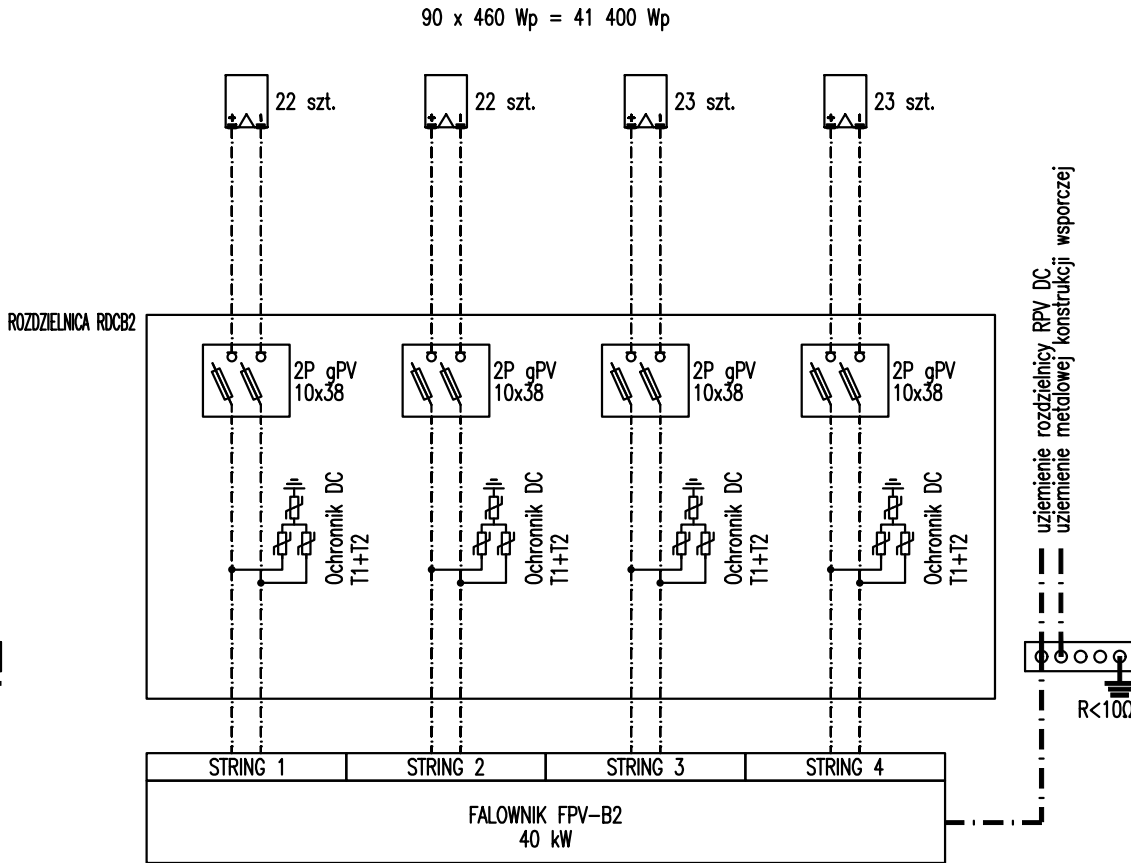 90 x 460 Wp = 41 400 Wp
22 szt.
22 szt.
23 szt.
23 szt.
ROZDZIELNICA RDCB2
2P gPV
10x38
2P gPV
10x38
2P gPV
10x38
2P gPV
10x38
Ochronnik DC
T1+T2
Ochronnik DC
T1+T2
Ochronnik DC
T1+T2
Ochronnik DC
T1+T2
uziemienie rozdzielnicy RPV DC
uziemienie metalowej konstrukcji wsporczej
R<10Ω
STRING 1
STRING 2
STRING 3
STRING 4
FALOWNIK FPV-B2
40 kW